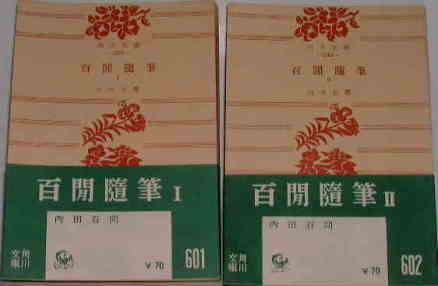 百閒隨筆
I
百閒隨筆 I
内田百閒
角川文庫
¥70
601
百閒隨筆
II
百閒隨筆 II
内田百閒
角川文庫
¥70
602